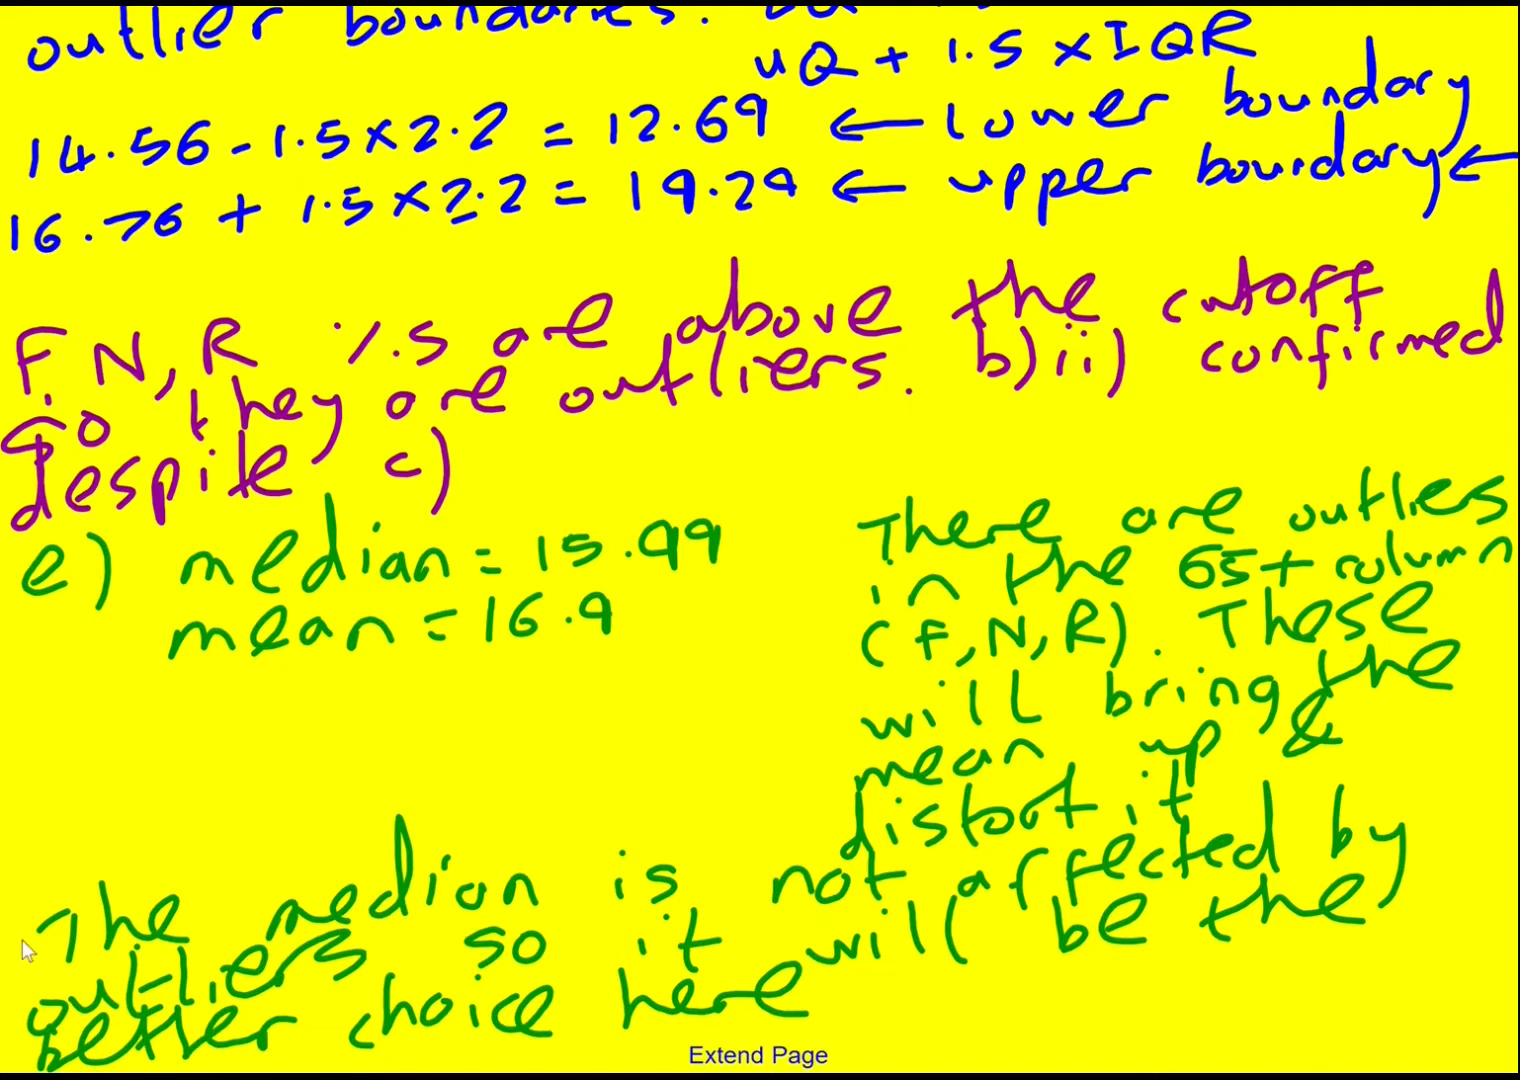 outlier boundaries.
UQ + 1.5 × IQR
14.56 - 1.5 × 2.2 = 12.69 ← lower boundary
16.76 + 1.5 × 2.2 = 19.29 ← upper boundary ←
F, N, R %s are above the cutoff
so they are outliers. b)ii) confirmed
despite c)
e) median = 15.99
mean = 16.9
There are outliers
in the 65+ column
(F, N, R). These
will bring the
mean up &
distort it
The median is not affected by
outliers so it will be the
better choice here
Extend Page